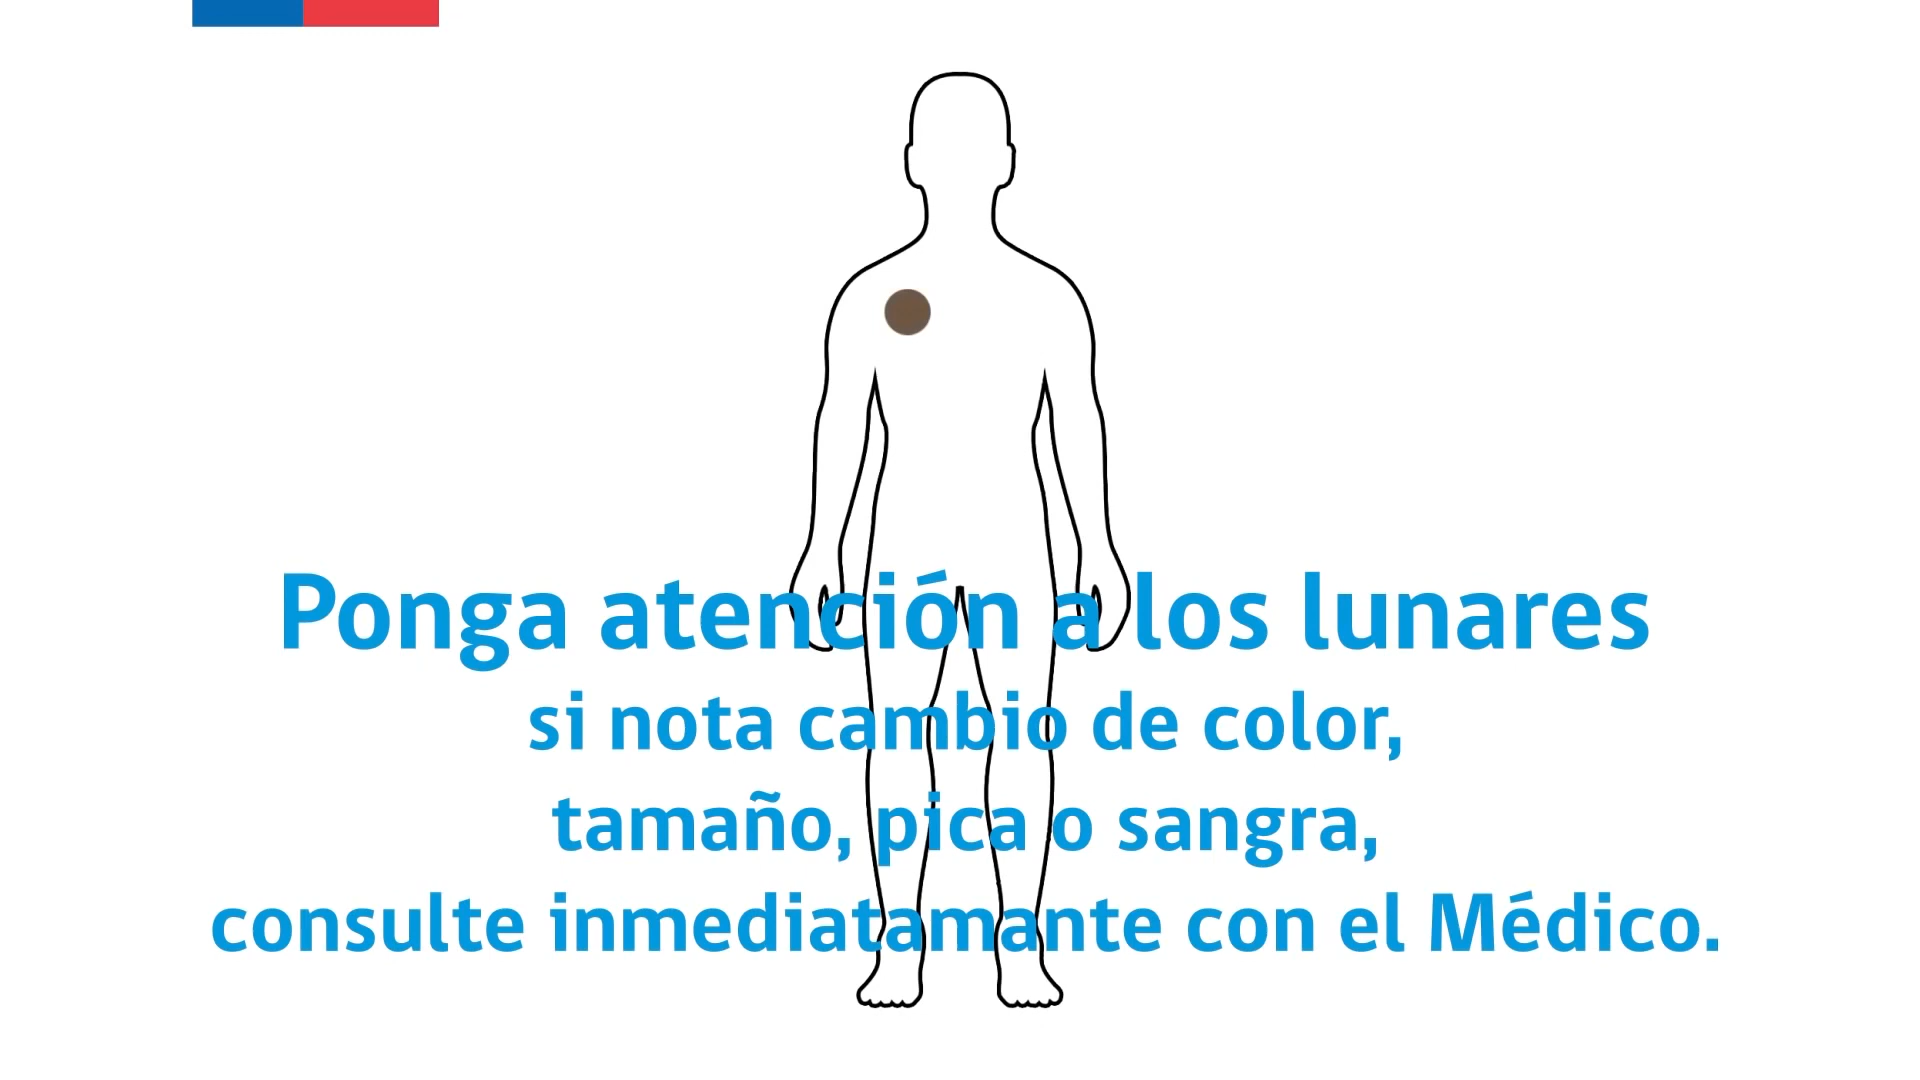 Ponga atención a los lunares
si nota cambio de color,
tamaño, pica o sangra,
consulte inmediatamante con el Médico.